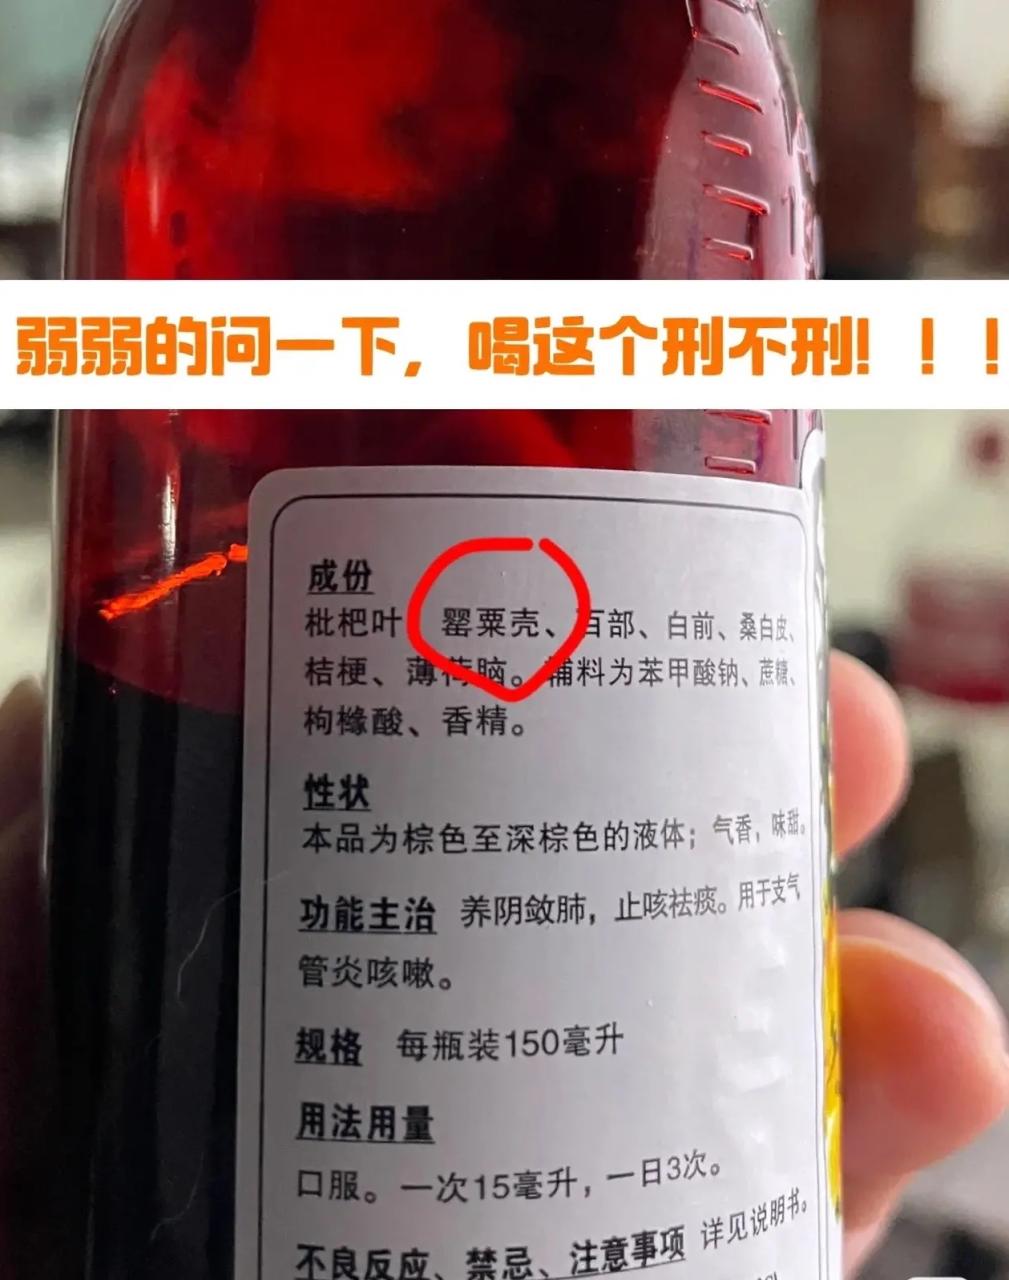 弱弱的问一下，喝这个刑不刑！！！
成份
枇杷叶、罂粟壳、百部、白前、桑白皮、
桔梗、薄荷脑。辅料为苯甲酸钠、蔗糖、
枸橼酸、香精。
性状
本品为棕色至深棕色的液体；气香，味甜。
功能主治 养阴敛肺，止咳祛痰。用于支气
管炎咳嗽。
规格 每瓶装150毫升
用法用量
口服。一次15毫升，一日3次。
不良反应、禁忌、注意事项 详见说明书。